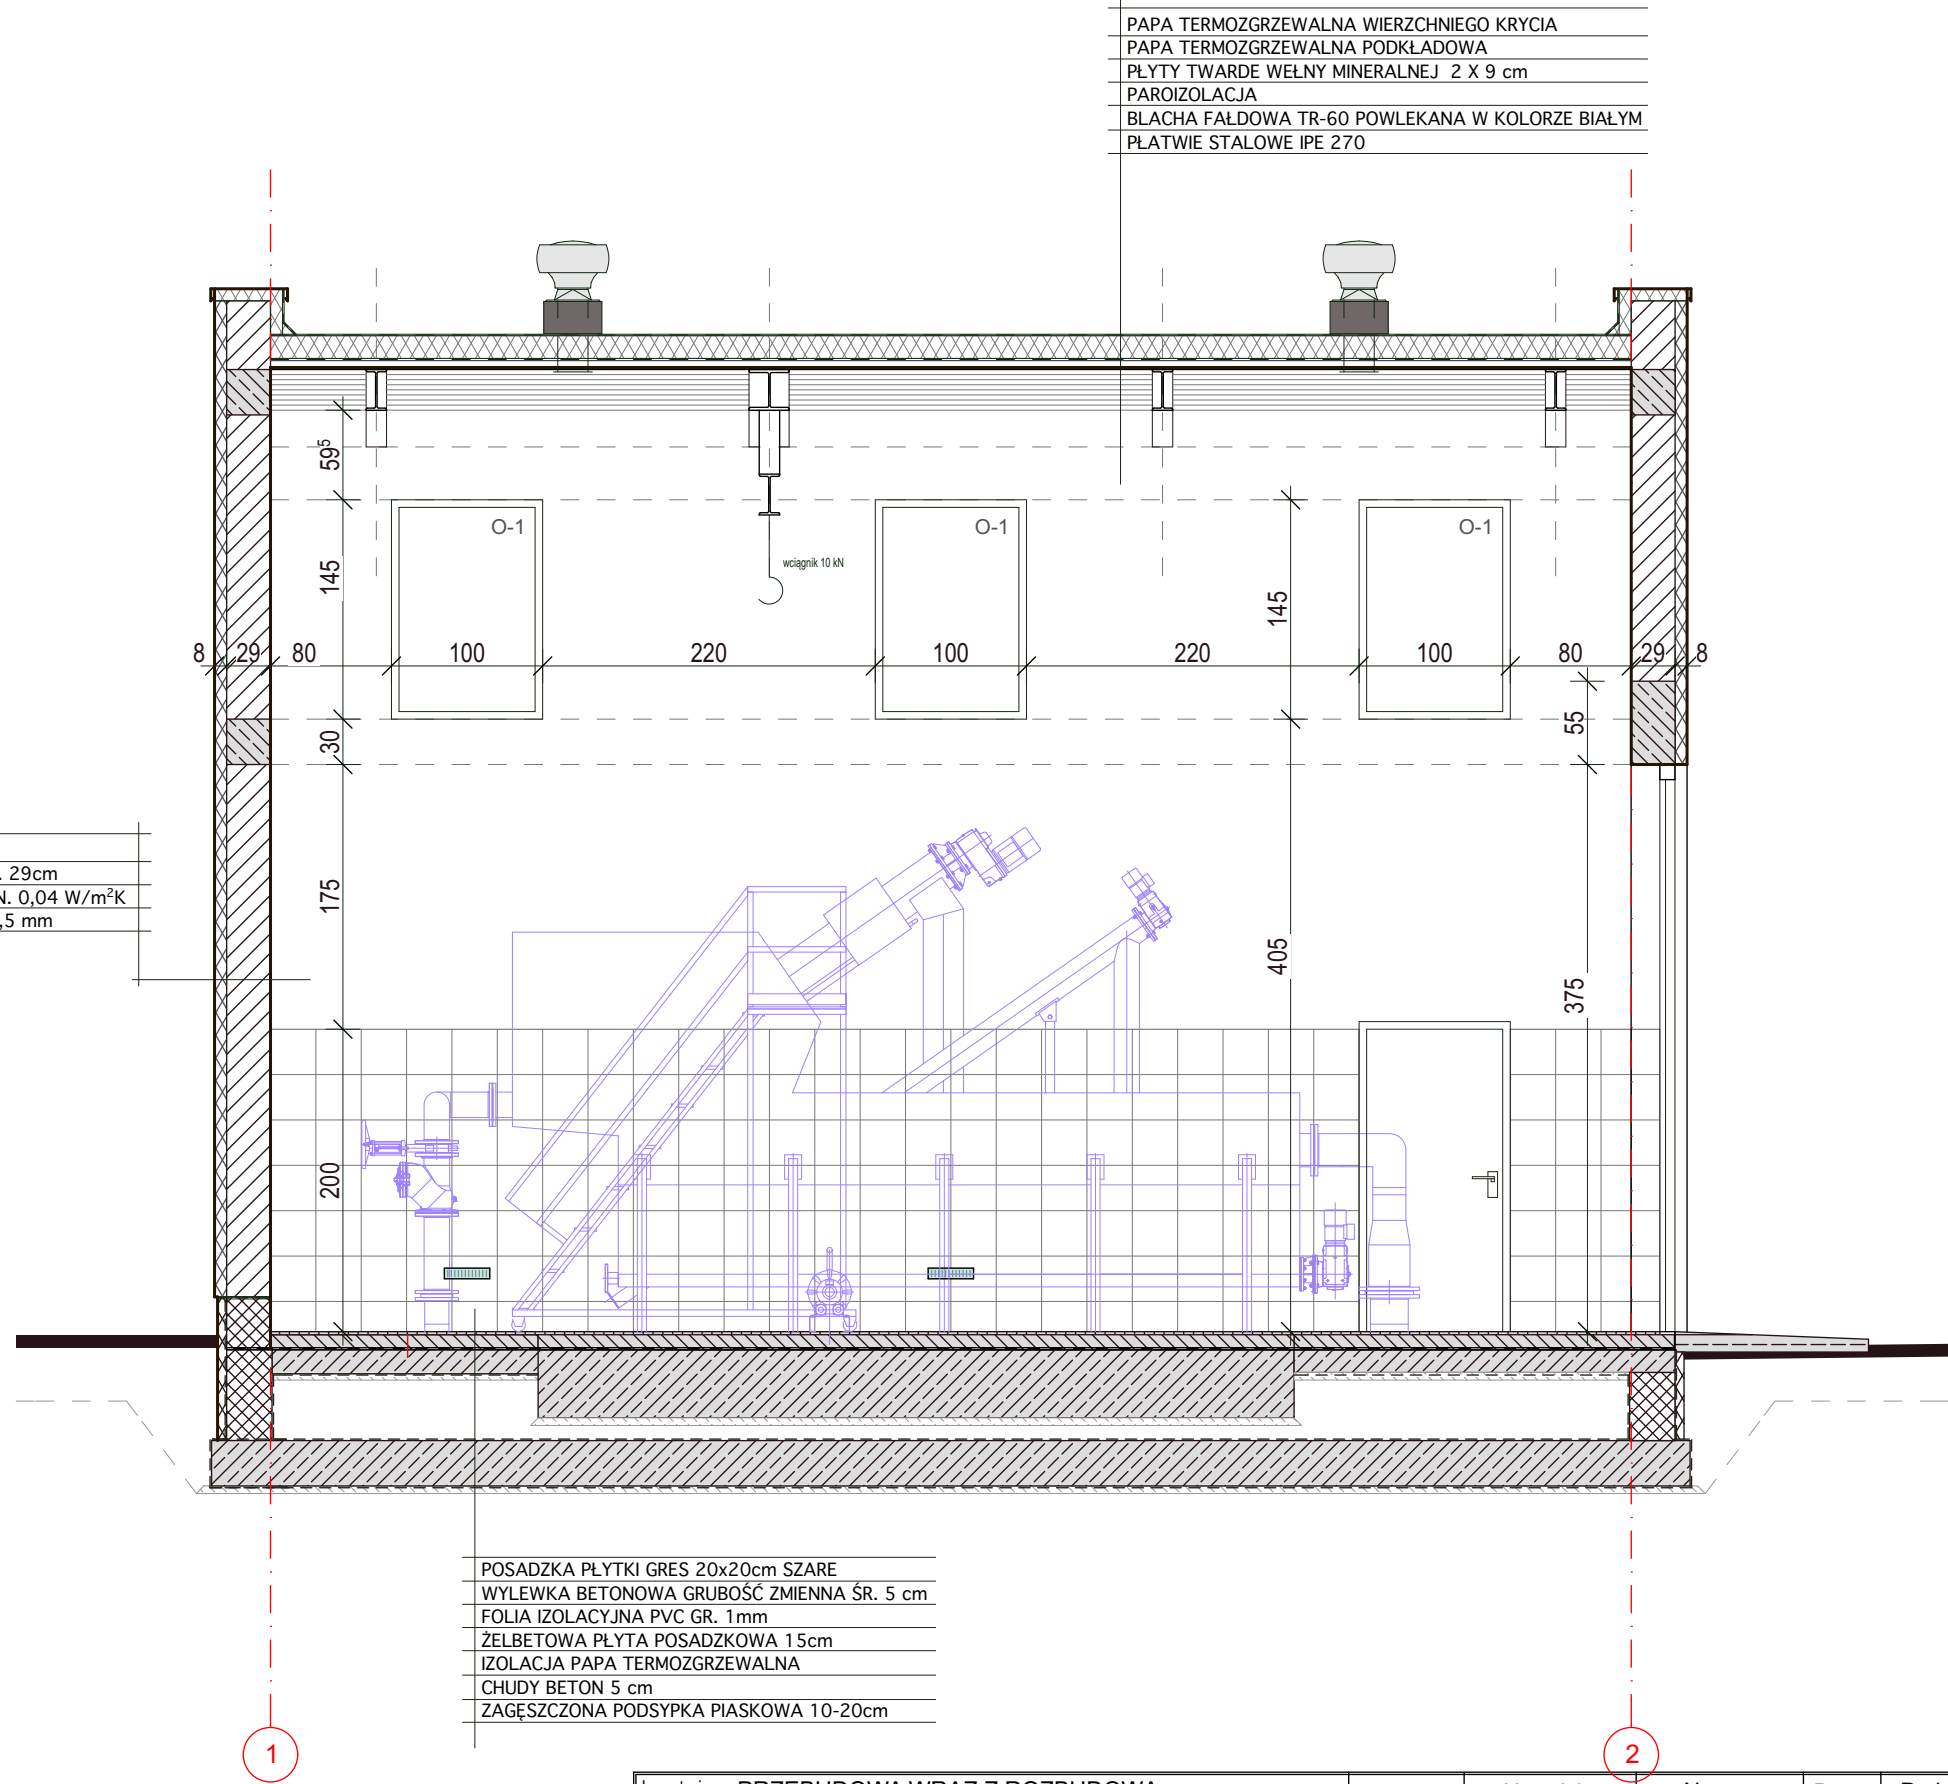 PAPA TERMOZGRZEWALNA WIERZCHNIEGO KRYCIA
PAPA TERMOZGRZEWALNA PODKŁADOWA
PŁYTY TWARDE WEŁNY MINERALNEJ 2 X 9 cm
PAROIZOLACJA
BLACHA FAŁDOWA TR-60 POWLEKANA W KOLORZE BIAŁYM
PŁATWIE STALOWE IPE 270
59⁵
O-1
O-1
O-1
wciągnik 10 kN
145
145
8 29 80 100 220 100 220 100 80 29 8
30
55
. 29cm
N. 0,04 W/m²K
,5 mm
175
405
375
200
POSADZKA PŁYTKI GRES 20x20cm SZARE
WYLEWKA BETONOWA GRUBOŚĆ ZMIENNA ŚR. 5 cm
FOLIA IZOLACYJNA PVC GR. 1mm
ŻELBETOWA PŁYTA POSADZKOWA 15cm
IZOLACJA PAPA TERMOZGRZEWALNA
CHUDY BETON 5 cm
ZAGĘSZCZONA PODSYPKA PIASKOWA 10-20cm
1
2
PRZEBUDOWA WRAZ Z ROZBUDOWĄ